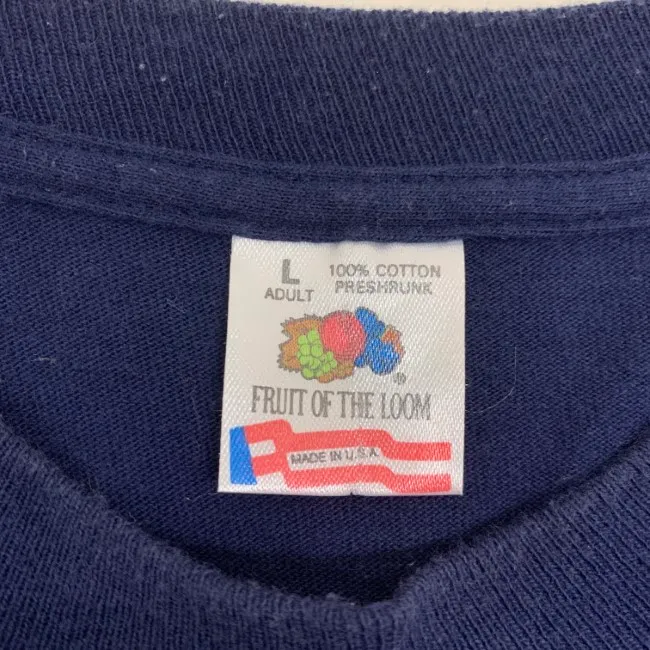 L
ADULT
100% COTTON
PRESHRUNK
®
FRUIT OF THE LOOM
MADE IN U.S.A.